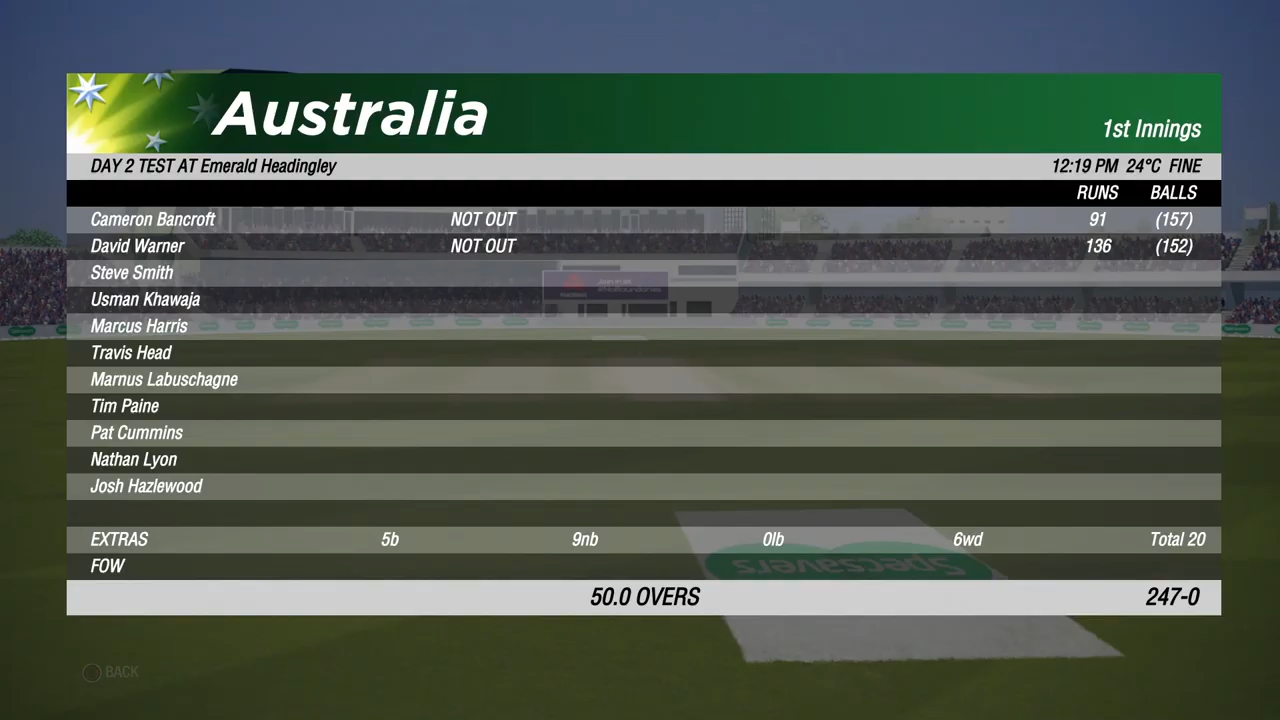 Australia
1st Innings
DAY 2 TEST AT Emerald Headingley 12:19 PM 24°C FINE
RUNS BALLS
Cameron Bancroft NOT OUT 91 (157)
David Warner NOT OUT 136 (152)
Steve Smith
Usman Khawaja
Marcus Harris
Travis Head
Marnus Labuschagne
Tim Paine
Pat Cummins
Nathan Lyon
Josh Hazlewood
EXTRAS 5b 9nb 0lb 6wd Total 20
FOW
Specsavers
50.0 OVERS 247-0
BACK